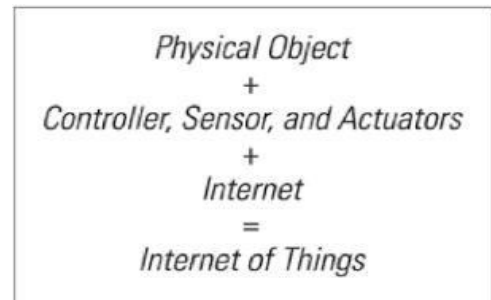 Physical Object
+
Controller, Sensor, and Actuators
+
Internet
=
Internet of Things